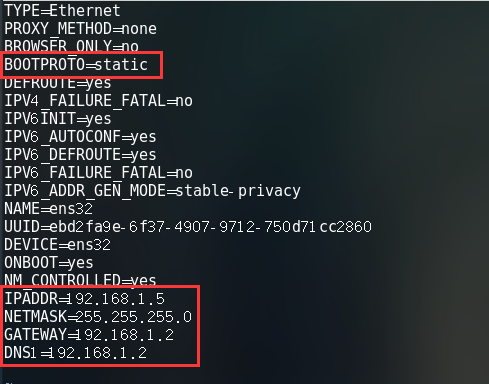 TYPE=Ethernet
PROXY_METHOD=none
BROWSER_ONLY=no
BOOTPROTO=static
DEFROUTE=yes
IPV4_FAILURE_FATAL=no
IPV6INIT=yes
IPV6_AUTOCONF=yes
IPV6_DEFROUTE=yes
IPV6_FAILURE_FATAL=no
IPV6_ADDR_GEN_MODE=stable-privacy
NAME=ens32
UUID=ebd2fa9e-6f37-4907-9712-750d71cc2860
DEVICE=ens32
ONBOOT=yes
NM_CONTROLLED=yes
IPADDR=192.168.1.5
NETMASK=255.255.255.0
GATEWAY=192.168.1.2
DNS1=192.168.1.2